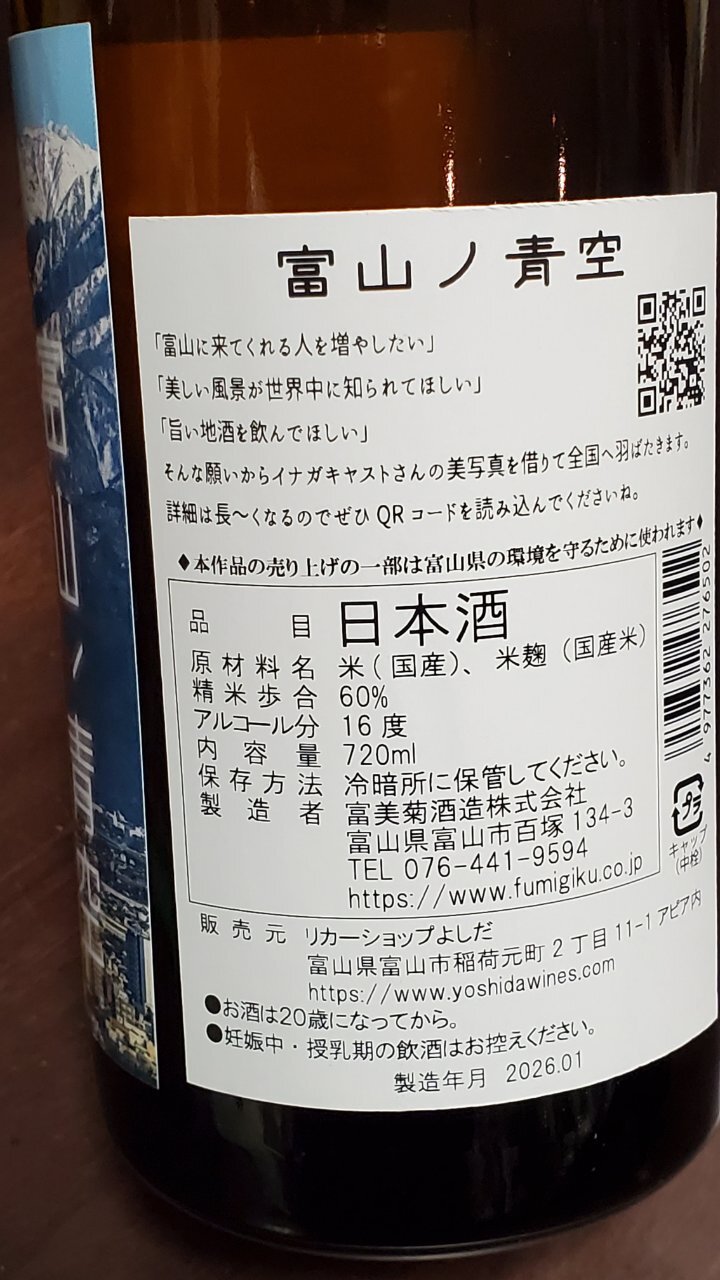 富山ノ青空
富山ノ青空
「富山に来てくれる人を増やしたい」
「美しい風景が世界中に知られてほしい」
「旨い地酒を飲んでほしい」
そんな願いからイナガキヤストさんの美写真を借りて全国へ羽ばたきます。
詳細は長〜くなるのでぜひQRコードを読み込んでくださいね。
♦本作品の売り上げの一部は富山県の環境を守るために使われます♦
品目 日本酒
原材料名 米(国産)、米麹(国産米)
精米歩合 60%
アルコール分 16度
内容量 720ml
保存方法 冷暗所に保管してください。
製造者 富美菊酒造株式会社
富山県富山市百塚134-3
TEL 076-441-9594
https://www.fumigiku.co.jp
4 977362 276502
プラ
キャップ
(中栓)
販売元 リカーショップよしだ
富山県富山市稲荷元町2丁目11-1 アピア内
https://www.yoshidawines.com
●お酒は20歳になってから。
●妊娠中・授乳期の飲酒はお控えください。
製造年月 2026.01